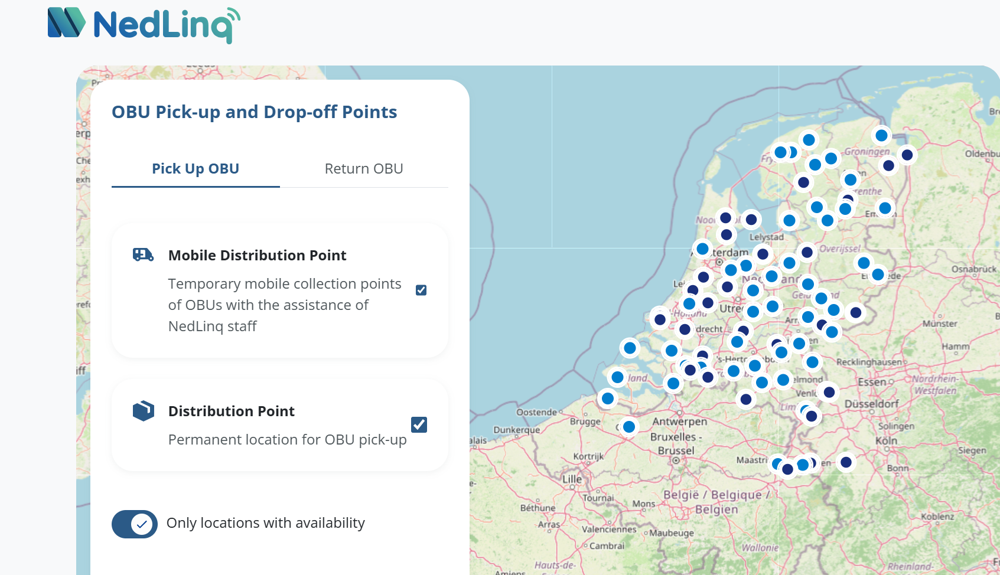 NedLinq
OBU Pick-up and Drop-off Points
Pick Up OBU
Return OBU
Mobile Distribution Point
Temporary mobile collection points
of OBUs with the assistance of
NedLinq staff
Distribution Point
Permanent location for OBU pick-up
Only locations with availability
Groningen
Oldenbu
Lelystad
Overijssel
Osnabrück
Münster
Hamm
Recklinghausen
Essen
Nordrhein-
Westfalen
Düsseldorf
Solingen
Köln
Siegen
Bonn
Koblenz
Rheinland-
Oostende
Brugge
Dunkerque
alais
Antwerpen
Bruxelles -
Brussel
Kortrijk
Maastri
Lille
Tournai
België / Belgique /
Belgien
Béthune
Mons
Arras
Valenciennes
Maubeuge
Cambrai
Wallonie
Hauts-de-
Amiens